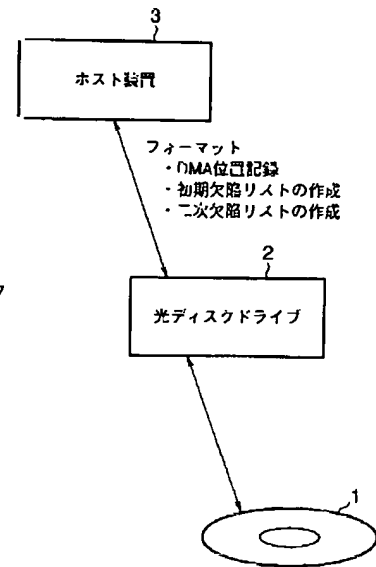 3
ホスト装置
フォーマット
・DMA位置記録
・初期欠陥リストの作成
・二次欠陥リストの作成
2
光ディスクドライブ
1